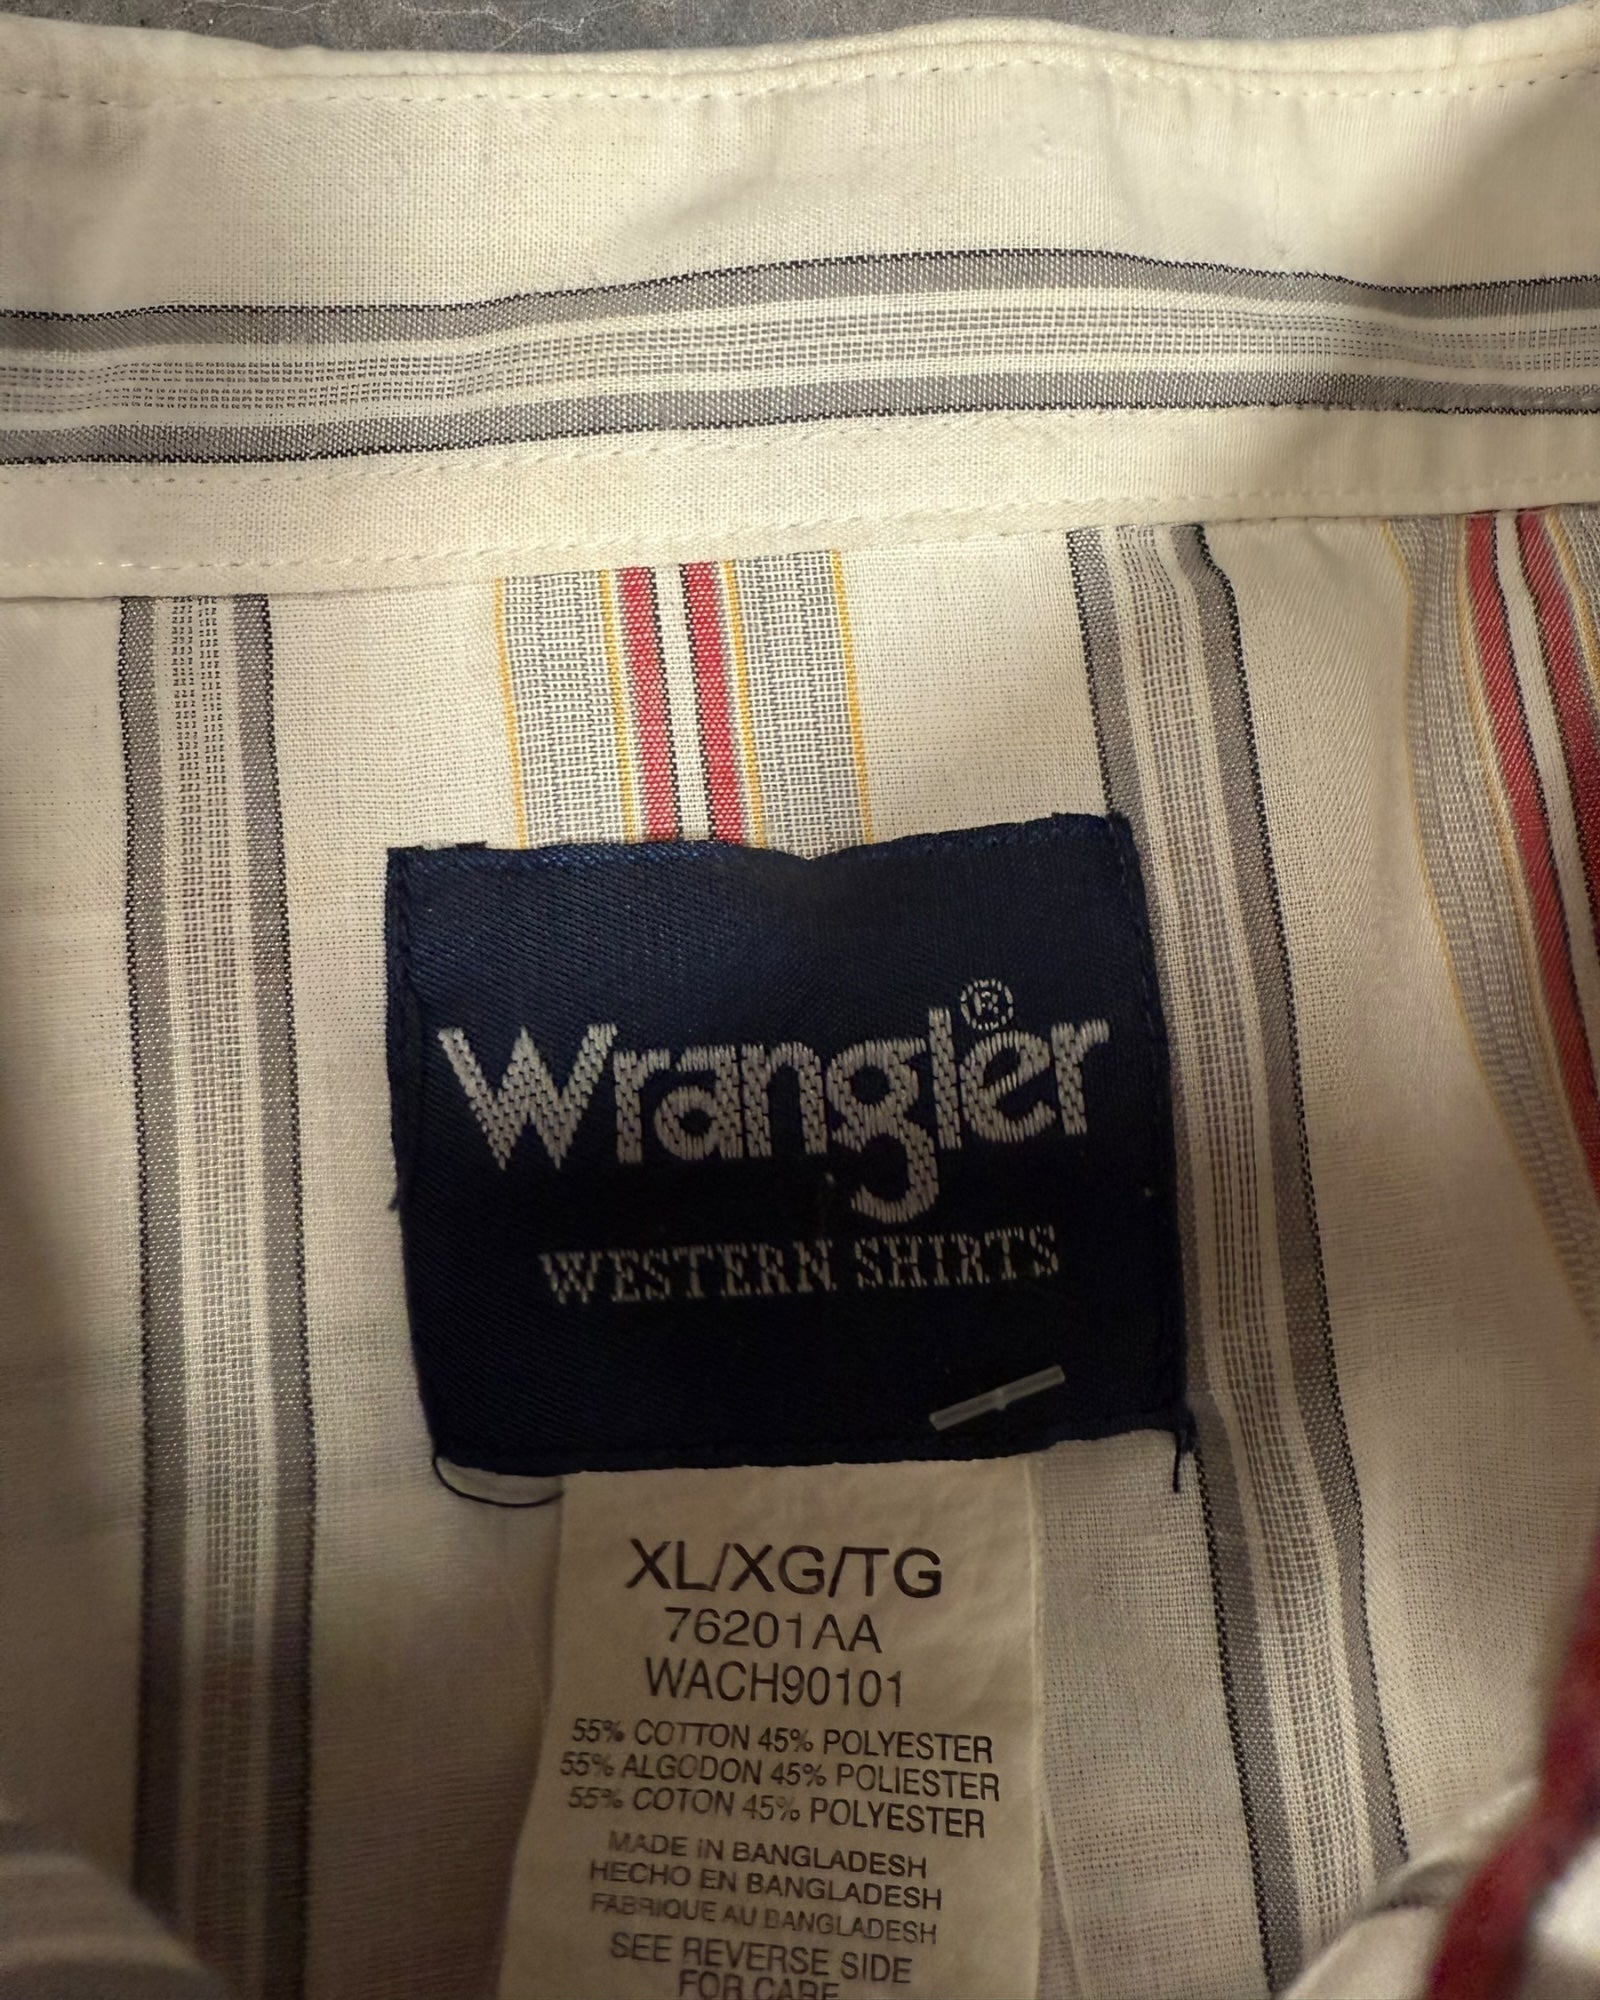 Wrangler®
WESTERN SHIRTS
XL/XG/TG
76201AA
WACH90101
55% COTTON 45% POLYESTER
55% ALGODON 45% POLIESTER
55% COTON 45% POLYESTER
MADE IN BANGLADESH
HECHO EN BANGLADESH
FABRIQUE AU BANGLADESH
SEE REVERSE SIDE
FOR CARE